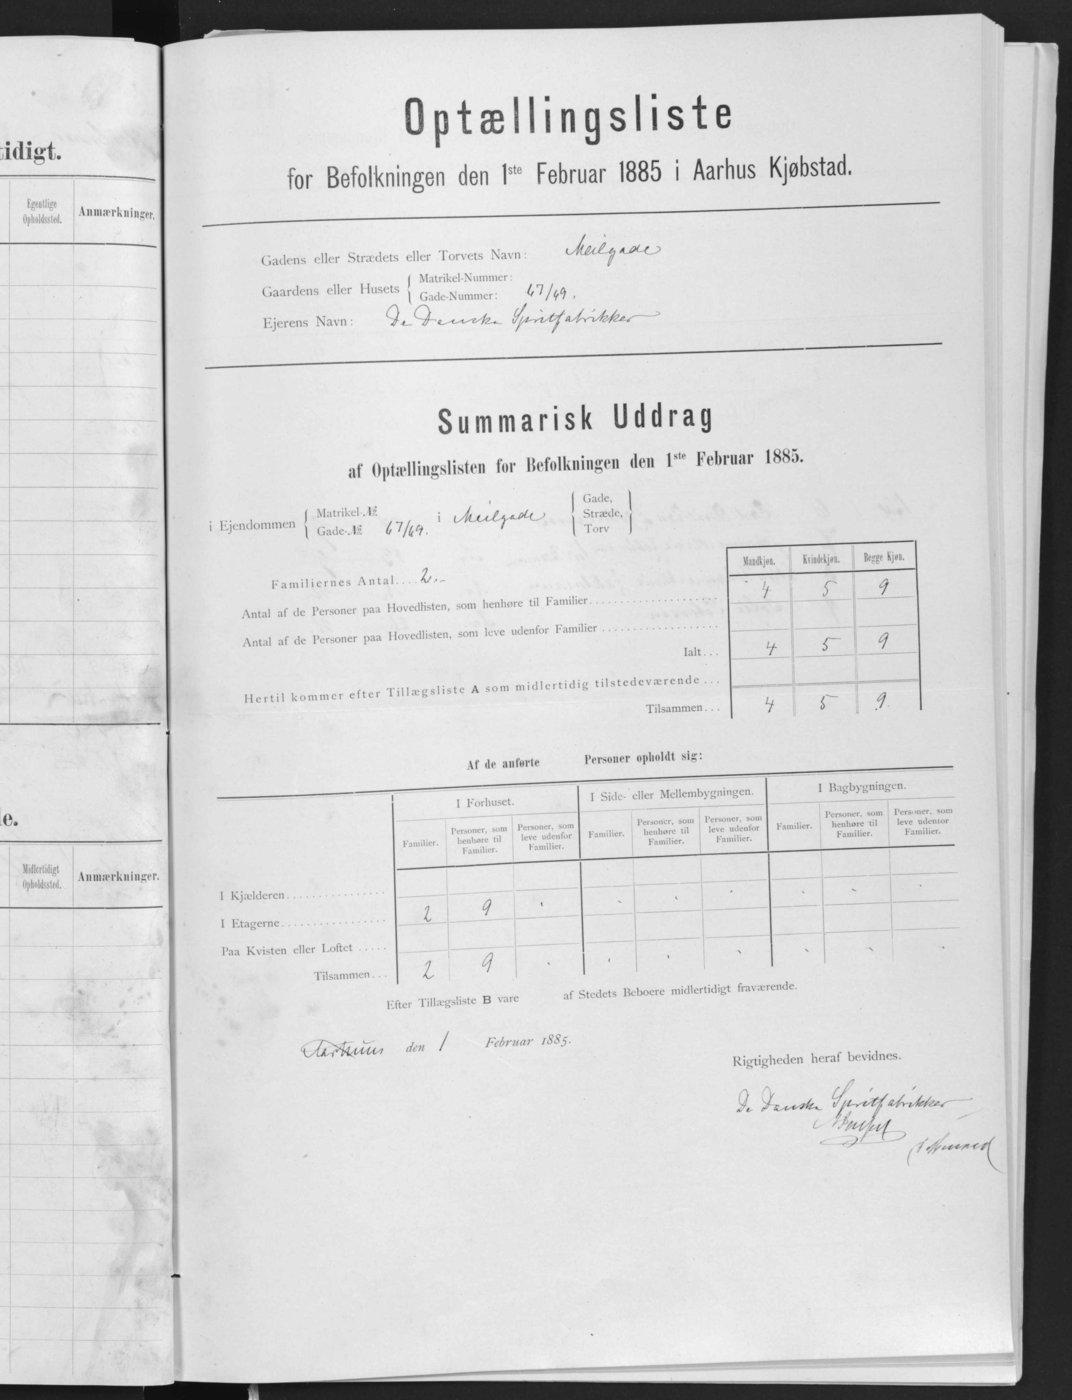 tidigt.
Egentlige Opholdssted.
Anmærkninger.
de.
Midlertidigt Opholdssted.
Anmærkninger.
Optællingsliste
for Befolkningen den 1ste Februar 1885 i Aarhus Kjøbstad.
Gadens eller Strædets eller Torvets Navn: Meilgade
Gaardens eller Husets { Matrikel-Nummer:
Gade-Nummer: 67/69.
Ejerens Navn: De Danske Spritfabrikker
Summarisk Uddrag
af Optællingslisten for Befolkningen den 1ste Februar 1885.
i Ejendommen { Matrikel-№
Gade-№ 67/69. i Meilgade { Gade, Stræde, Torv }
Mandkjøn. Kvindekjøn. Begge Kjøn.
Familiernes Antal.... 2.
Antal af de Personer paa Hovedlisten, som henhøre til Familier 4 5 9
Antal af de Personer paa Hovedlisten, som leve udenfor Familier
Ialt... 4 5 9
Hertil kommer efter Tillægsliste A som midlertidig tilstedeværende ...
Tilsammen... 4 5 9.
Af de anførte Personer opholdt sig:
I Forhuset. I Side- eller Mellembygningen. I Bagbygningen.
Familier. Personer, som henhøre til Familier. Personer, som leve udenfor Familier. Familier. Personer, som henhøre til Familier. Personer, som leve udenfor Familier. Familier. Personer, som henhøre til Familier. Personer, som leve udenfor Familier.
I Kjælderen
I Etagerne 2 9
Paa Kvisten eller Loftet
Tilsammen... 2 9
Efter Tillægsliste B vare af Stedets Beboere midlertidigt fraværende.
Aarhuus den 1 Februar 1885.
Rigtigheden heraf bevidnes.
De Danske Spritfabrikker